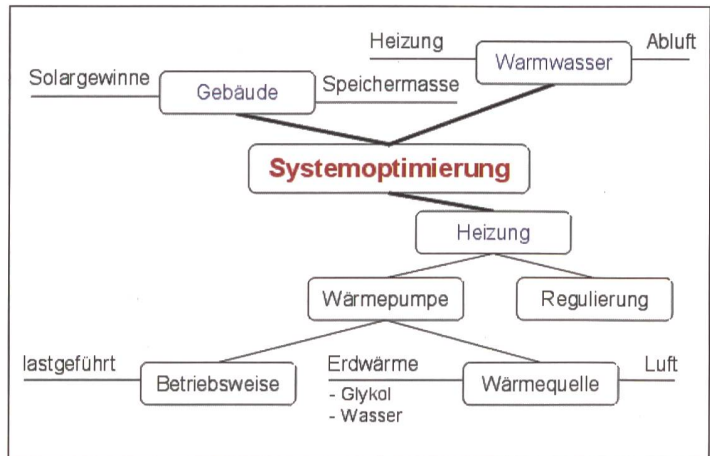 Heizung
Warmwasser
Abluft
Solargewinne
Gebäude
Speichermasse
Systemoptimierung
Heizung
Wärmepumpe
Regulierung
lastgeführt
Betriebsweise
Erdwärme
- Glykol
- Wasser
Wärmequelle
Luft